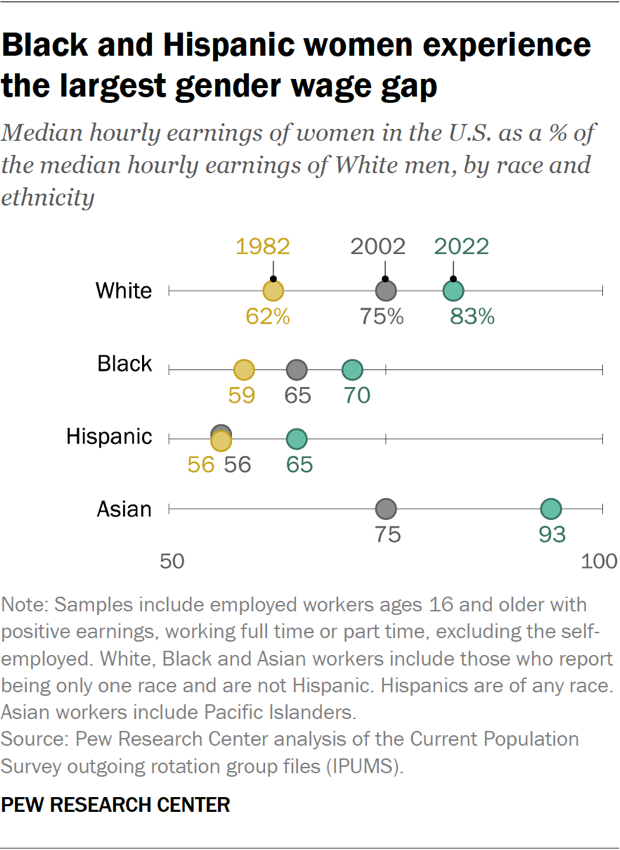 Black and Hispanic women experience
the largest gender wage gap
Median hourly earnings of women in the U.S. as a % of
the median hourly earnings of White men, by race and
ethnicity
1982 2002 2022
White
62% 75% 83%
Black
59 65 70
Hispanic
56 56 65
Asian
75 93
50 100
Note: Samples include employed workers ages 16 and older with
positive earnings, working full time or part time, excluding the self-
employed. White, Black and Asian workers include those who report
being only one race and are not Hispanic. Hispanics are of any race.
Asian workers include Pacific Islanders.
Source: Pew Research Center analysis of the Current Population
Survey outgoing rotation group files (IPUMS).
PEW RESEARCH CENTER